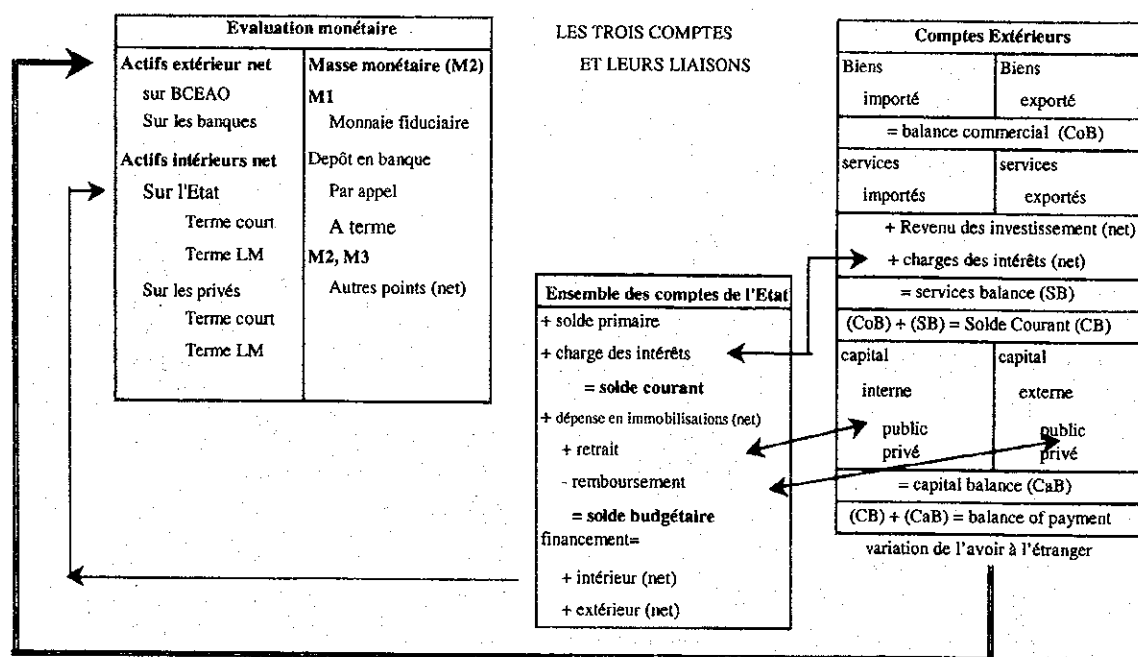 LES TROIS COMPTES
ET LEURS LIAISONS
Evaluation monétaire
Actifs extérieur net
sur BCEAO
Sur les banques
Actifs intérieurs net
Sur l'Etat
Terme court
Terme LM
Sur les privés
Terme court
Terme LM
Masse monétaire (M2)
M1
Monnaie fiduciaire
Depôt en banque
Par appel
A terme
M2, M3
Autres points (net)
Ensemble des comptes de l'Etat
+ solde primaire
+ charge des intérêts
= solde courant
+ dépense en immobilisations (net)
+ retrait
- remboursement
= solde budgétaire
financement=
+ intérieur (net)
+ extérieur (net)
Comptes Extérieurs
Biens
importé
Biens
exporté
= balance commercial (CoB)
services
importés
services
exportés
+ Revenu des investissement (net)
+ charges des intérêts (net)
= services balance (SB)
(CoB) + (SB) = Solde Courant (CB)
capital
interne
public
privé
capital
externe
public
privé
= capital balance (CaB)
(CB) + (CaB) = balance of payment
variation de l'avoir à l'étranger